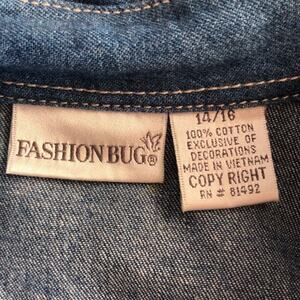 FASHION BUG®
14/16
100% COTTON
EXCLUSIVE OF
DECORATIONS
MADE IN VIETNAM
COPY RIGHT
RN # 81492